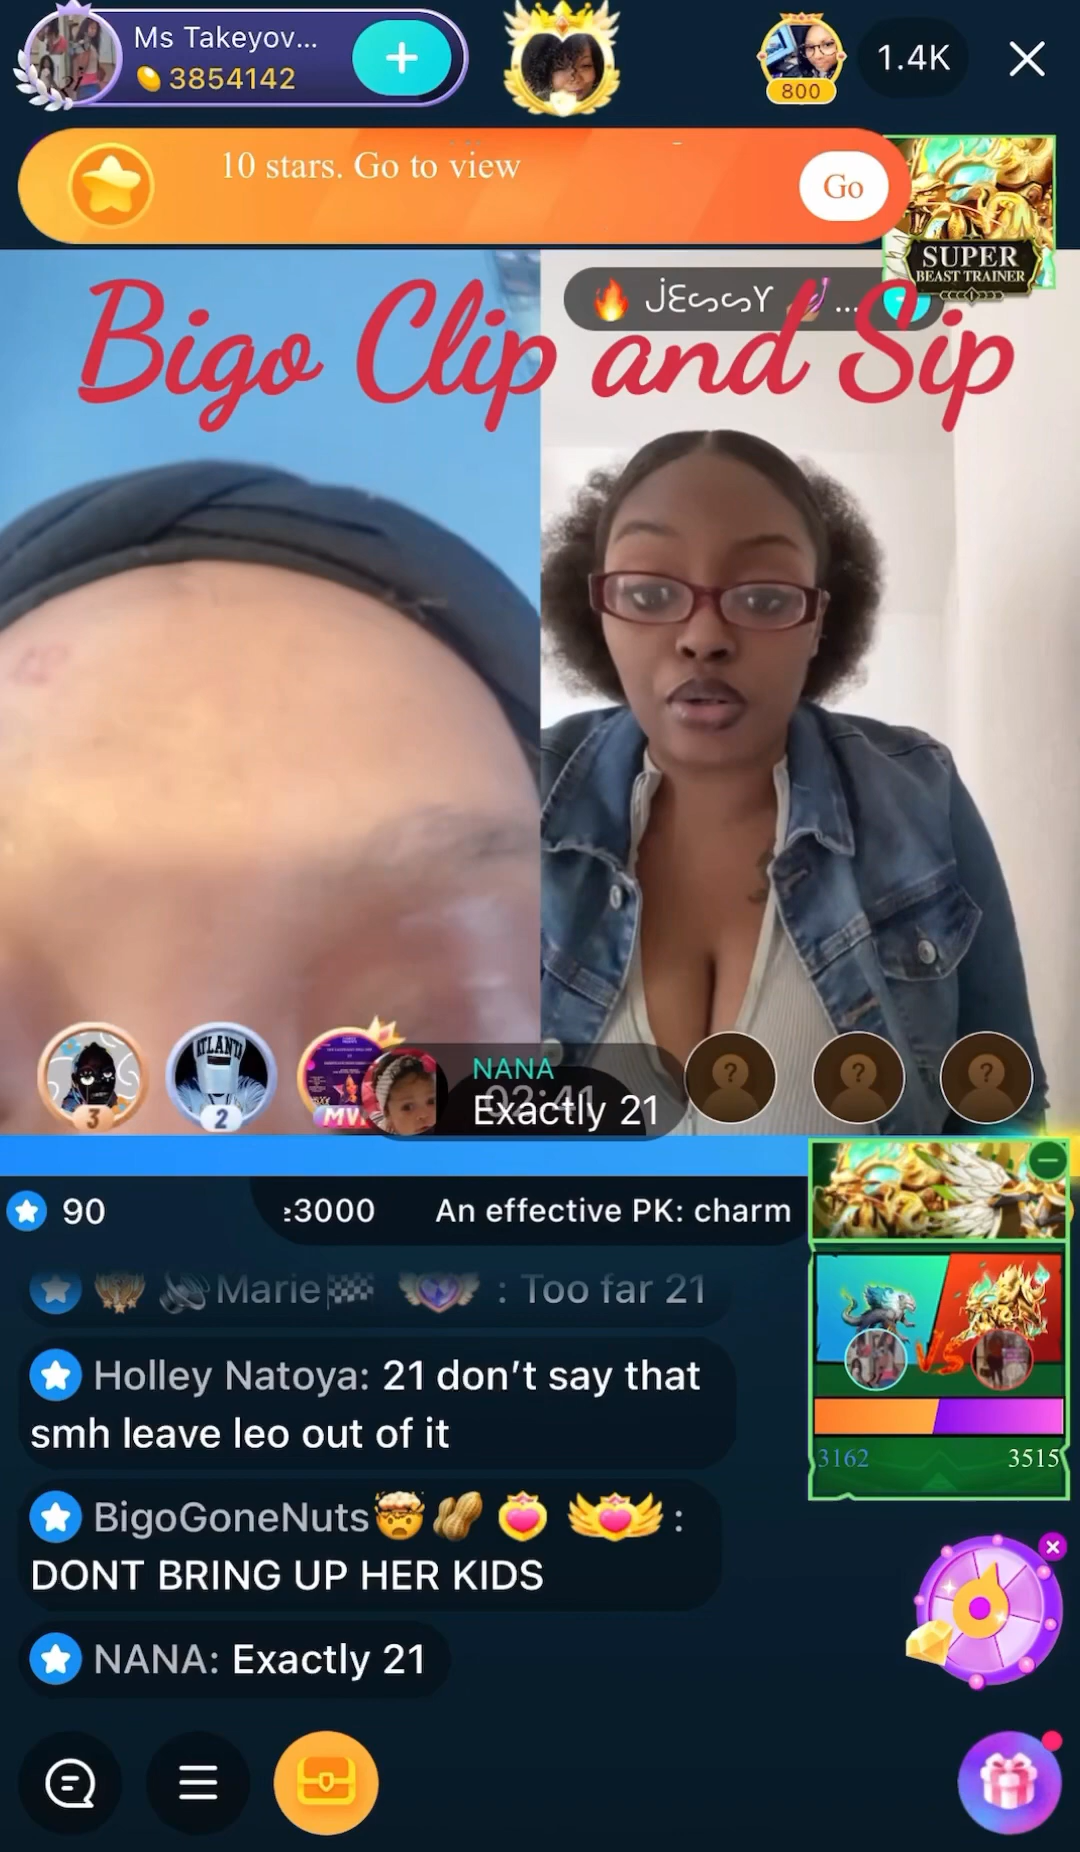 Ms Takeyov...
3854142
800
1.4K
10 stars. Go to view
Go
SUPER
BEAST TRAINER
JESSY ...
Bigo Clip and Sip
ATLANTA
3
2
NANA
Exactly 21
90
≥3000 An effective PK: charm
Marie : Too far 21
Holley Natoya: 21 don’t say that
smh leave leo out of it
BigoGoneNuts :
DONT BRING UP HER KIDS
NANA: Exactly 21
VS
3162
3515